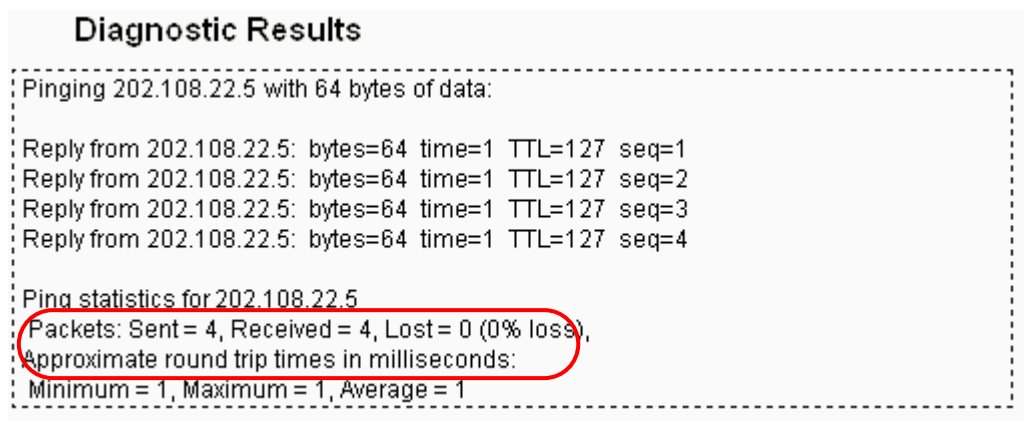 Diagnostic Results
Pinging 202.108.22.5 with 64 bytes of data:
Reply from 202.108.22.5: bytes=64 time=1 TTL=127 seq=1
Reply from 202.108.22.5: bytes=64 time=1 TTL=127 seq=2
Reply from 202.108.22.5: bytes=64 time=1 TTL=127 seq=3
Reply from 202.108.22.5: bytes=64 time=1 TTL=127 seq=4
Ping statistics for 202.108.22.5
Packets: Sent = 4, Received = 4, Lost = 0 (0% loss),
Approximate round trip times in milliseconds:
Minimum = 1, Maximum = 1, Average = 1